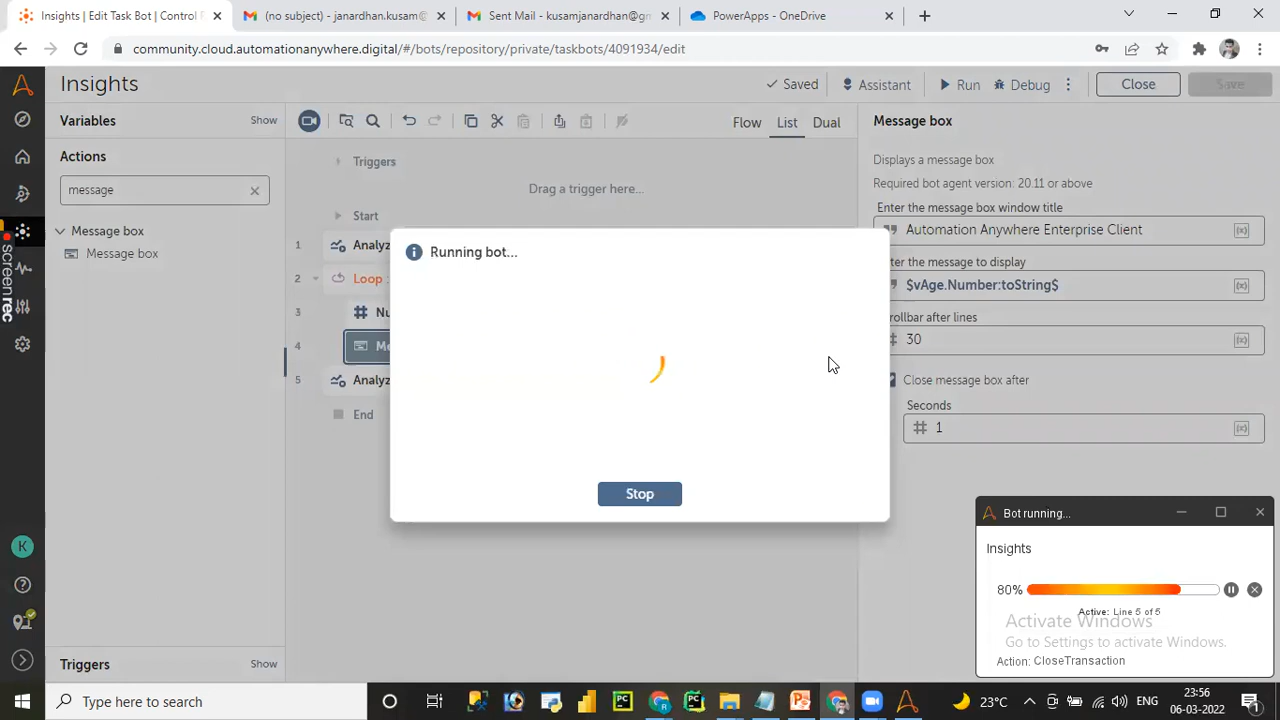 Insights | Edit Task Bot | Control R
(no subject) - janardhan.kusam@
Sent Mail - kusamjanardhan@gm
PowerApps - OneDrive
community.cloud.automationanywhere.digital/#/bots/repository/private/taskbots/4091934/edit
Insights
Saved
Assistant
Run
Debug
Close
Save
Variables
Show
Flow
List
Dual
Message box
Actions
Triggers
Displays a message box
Required bot agent version: 20.11 or above
message
Drag a trigger here...
Enter the message box window title
Start
Automation Anywhere Enterprise Client
Message box
Message box
1
Analyz
Running bot...
ter the message to display
2
Loop :
$vAge.Number:toString$
3
Nu
rollbar after lines
4
Me
30
5
Analyz
Close message box after
Seconds
End
1
Stop
Bot running...
Insights
80%
Active: Line 5 of 5
Activate Windows
Go to Settings to activate Windows.
Action: CloseTransaction
Screenrec
K
Triggers
Show
Type here to search
PC
R
PC
23°C
ENG
23:56
06-03-2022
1